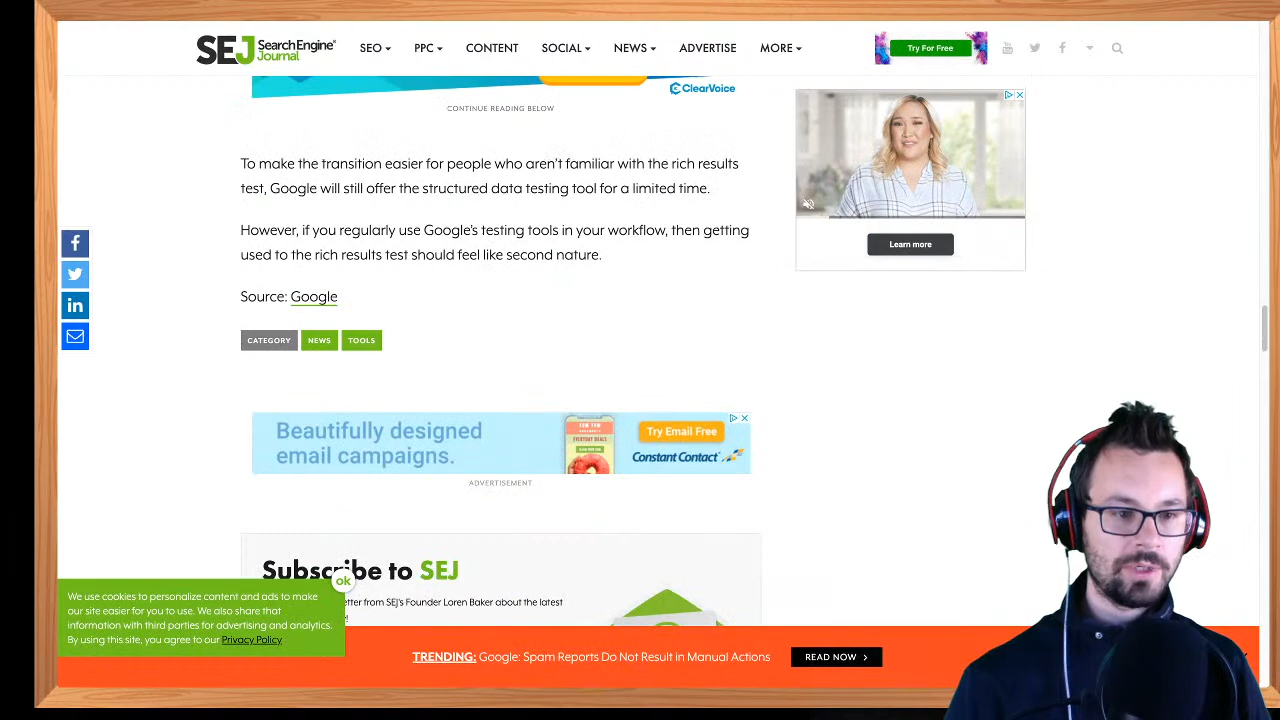 SEJ Search Engine Journal
SEO PPC CONTENT SOCIAL NEWS ADVERTISE MORE
Try For Free
ClearVoice
CONTINUE READING BELOW
To make the transition easier for people who aren't familiar with the rich results
test, Google will still offer the structured data testing tool for a limited time.
However, if you regularly use Google's testing tools in your workflow, then getting
used to the rich results test should feel like second nature.
Source: Google
CATEGORY NEWS TOOLS
Learn more
Beautifully designed
email campaigns.
EVERYDAY DEALS
Try Email Free
Constant Contact
ADVERTISEMENT
Subscribe to SEJ
etter from SEJ's Founder Loren Baker about the latest
ok
We use cookies to personalize content and ads to make
our site easier for you to use. We also share that
information with third parties for advertising and analytics.
By using this site, you agree to our Privacy Policy
TRENDING: Google: Spam Reports Do Not Result in Manual Actions
READ NOW